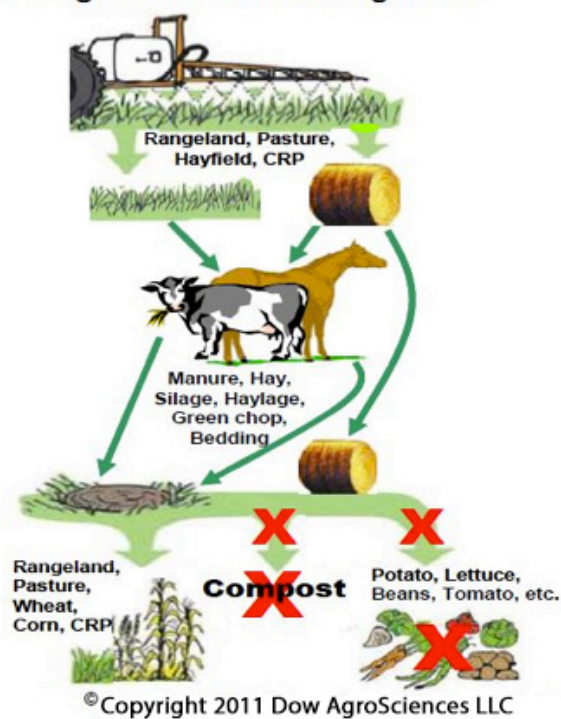 Rangeland, Pasture,
Hayfield, CRP
Manure, Hay,
Silage, Haylage,
Green chop,
Bedding
Rangeland,
Pasture,
Wheat,
Corn, CRP
Compost
Potato, Lettuce,
Beans, Tomato, etc.
©Copyright 2011 Dow AgroSciences LLC